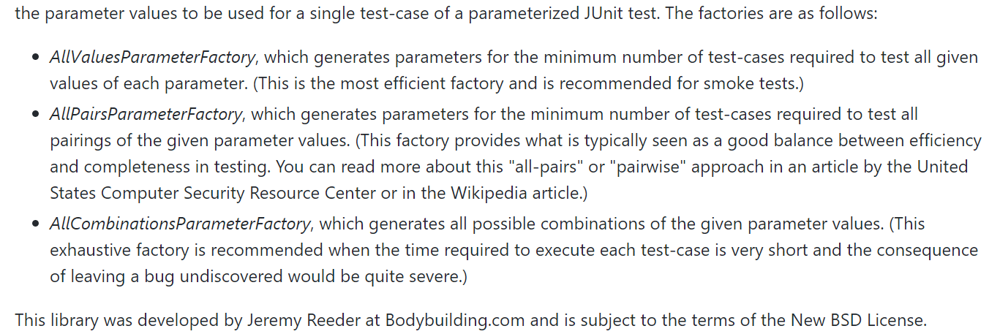 the parameter values to be used for a single test-case of a parameterized JUnit test. The factories are as follows:
• AllValuesParameterFactory, which generates parameters for the minimum number of test-cases required to test all given
values of each parameter. (This is the most efficient factory and is recommended for smoke tests.)
• AllPairsParameterFactory, which generates parameters for the minimum number of test-cases required to test all
pairings of the given parameter values. (This factory provides what is typically seen as a good balance between efficiency
and completeness in testing. You can read more about this "all-pairs" or "pairwise" approach in an article by the United
States Computer Security Resource Center or in the Wikipedia article.)
• AllCombinationsParameterFactory, which generates all possible combinations of the given parameter values. (This
exhaustive factory is recommended when the time required to execute each test-case is very short and the consequence
of leaving a bug undiscovered would be quite severe.)
This library was developed by Jeremy Reeder at Bodybuilding.com and is subject to the terms of the New BSD License.